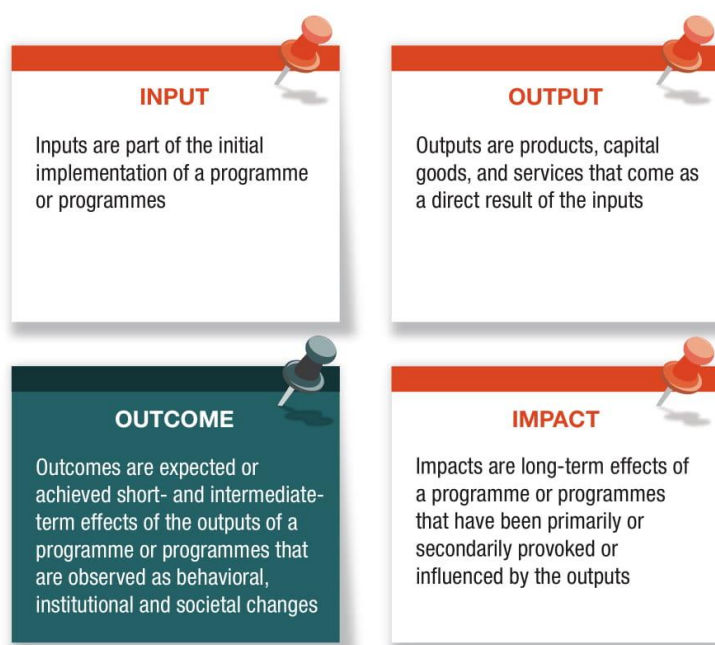 INPUT
Inputs are part of the initial
implementation of a programme
or programmes
OUTPUT
Outputs are products, capital
goods, and services that come as
a direct result of the inputs
OUTCOME
Outcomes are expected or
achieved short- and intermediate-
term effects of the outputs of a
programme or programmes that
are observed as behavioral,
institutional and societal changes
IMPACT
Impacts are long-term effects of
a programme or programmes
that have been primarily or
secondarily provoked or
influenced by the outputs